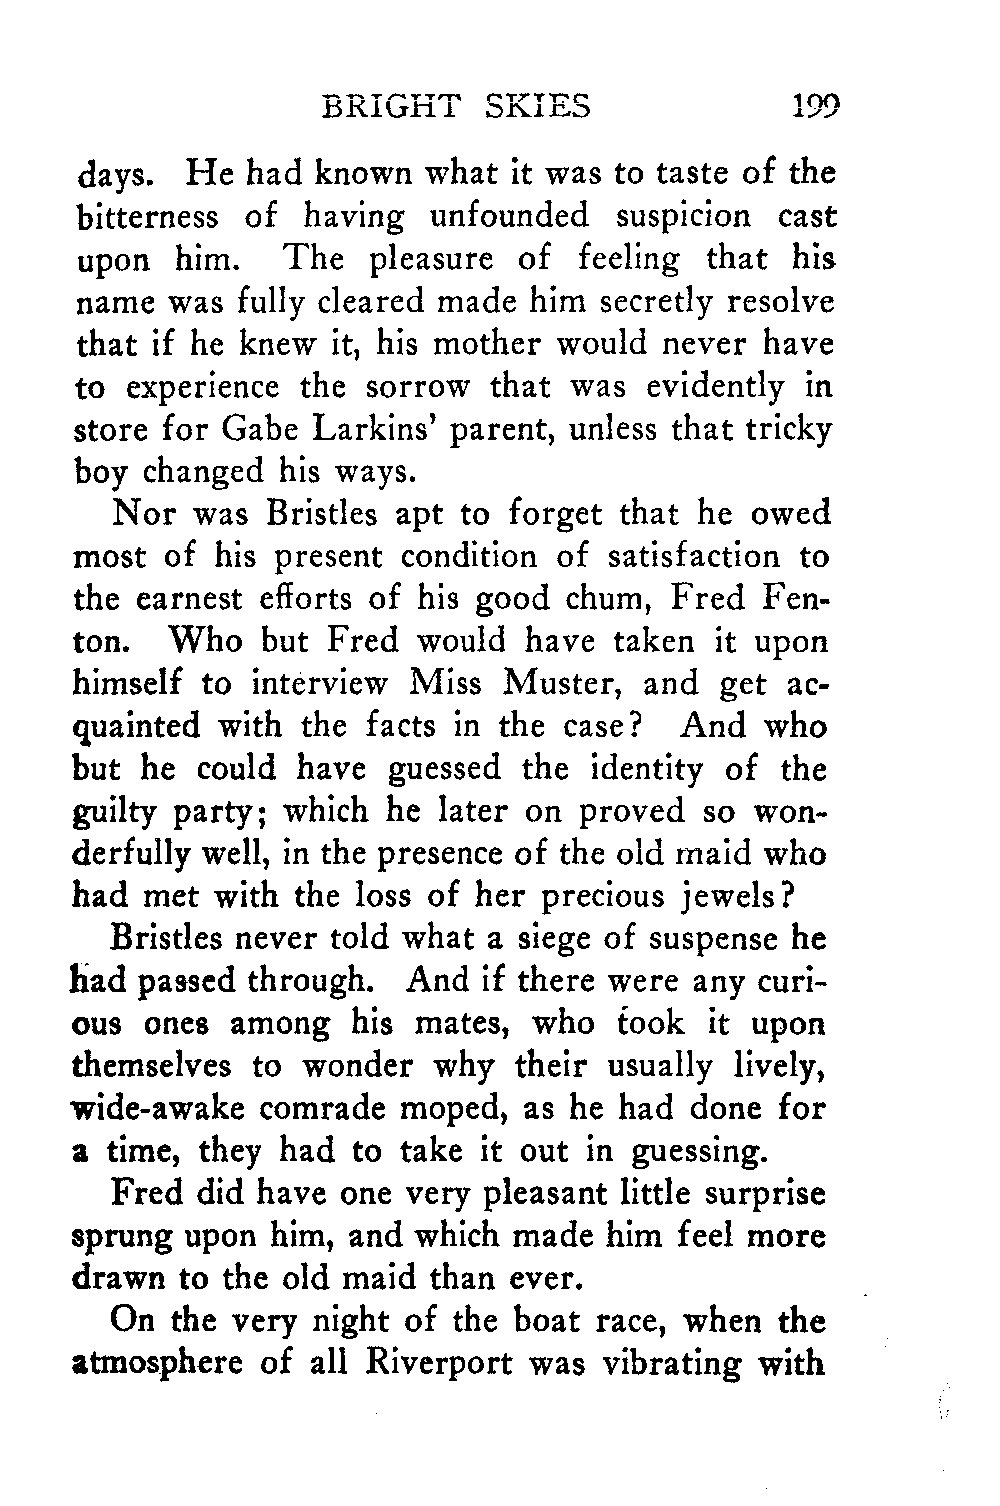 BRIGHT SKIES 199
days. He had known what it was to taste of the
bitterness of having unfounded suspicion cast
upon him. The pleasure of feeling that his
name was fully cleared made him secretly resolve
that if he knew it, his mother would never have
to experience the sorrow that was evidently in
store for Gabe Larkins' parent, unless that tricky
boy changed his ways.
Nor was Bristles apt to forget that he owed
most of his present condition of satisfaction to
the earnest efforts of his good chum, Fred Fen-
ton. Who but Fred would have taken it upon
himself to interview Miss Muster, and get ac-
quainted with the facts in the case? And who
but he could have guessed the identity of the
guilty party; which he later on proved so won-
derfully well, in the presence of the old maid who
had met with the loss of her precious jewels?
Bristles never told what a siege of suspense he
had passed through. And if there were any curi-
ous ones among his mates, who took it upon
themselves to wonder why their usually lively,
wide-awake comrade moped, as he had done for
a time, they had to take it out in guessing.
Fred did have one very pleasant little surprise
sprung upon him, and which made him feel more
drawn to the old maid than ever.
On the very night of the boat race, when the
atmosphere of all Riverport was vibrating with